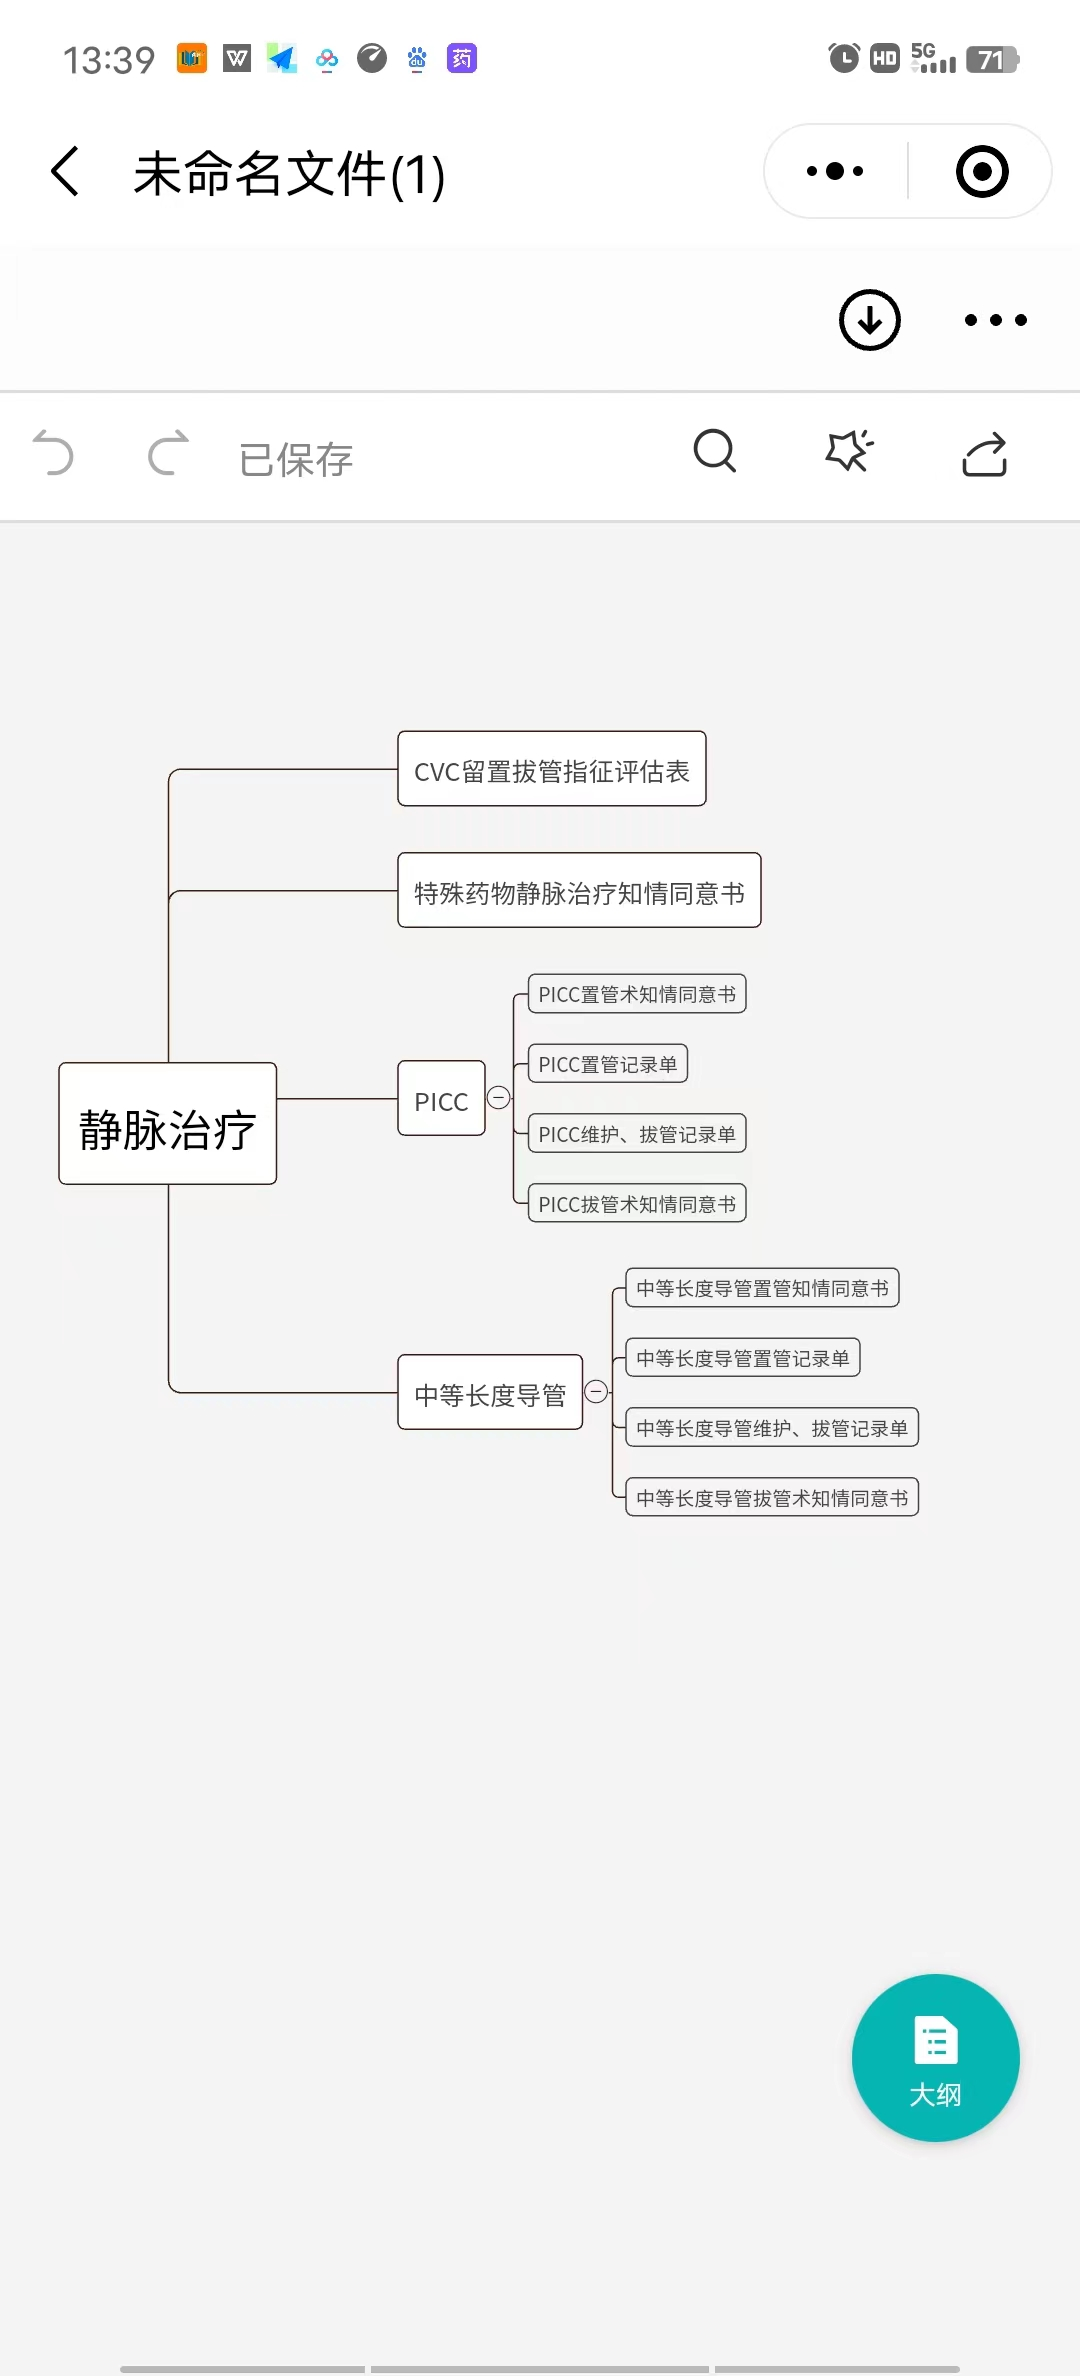 13:39
HD
5G
71
未命名文件(1)
已保存
CVC留置拔管指征评估表
特殊药物静脉治疗知情同意书
PICC置管术知情同意书
PICC置管记录单
静脉治疗
PICC
PICC维护、拔管记录单
PICC拔管术知情同意书
中等长度导管置管知情同意书
中等长度导管置管记录单
中等长度导管
中等长度导管维护、拔管记录单
中等长度导管拔管术知情同意书
大纲